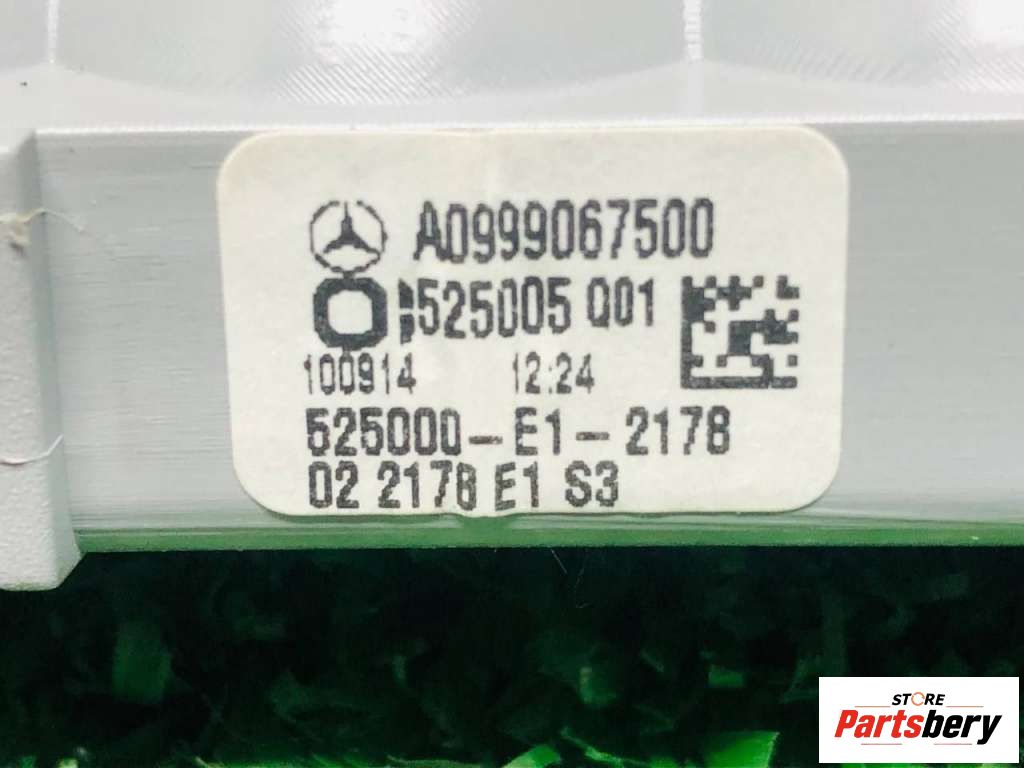 A0999067500
525005 Q01
100914 12:24
525000-E1-2178
02 2178 E1 S3
STORE
Partsbery